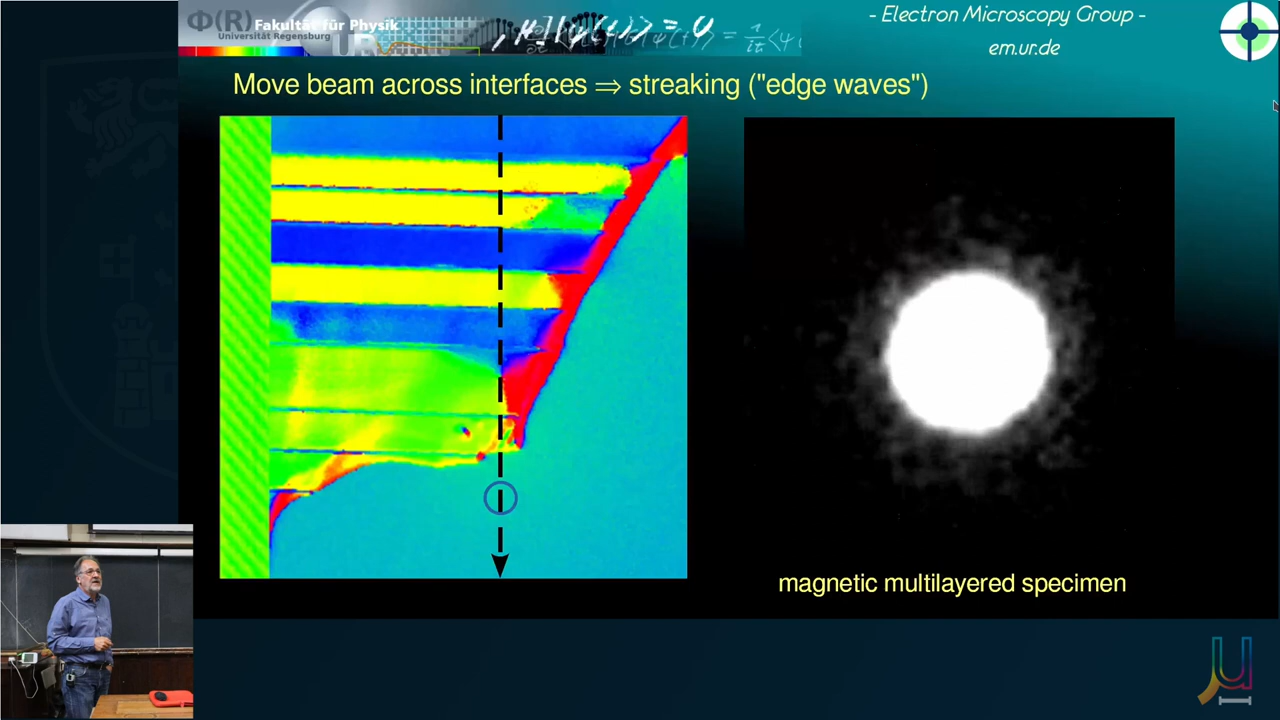 Φ(R) Fakultät für Physik
Universität Regensburg
UR
- Electron Microscopy Group -
em.ur.de
Move beam across interfaces ⇒ streaking ("edge waves")
magnetic multilayered specimen
μ